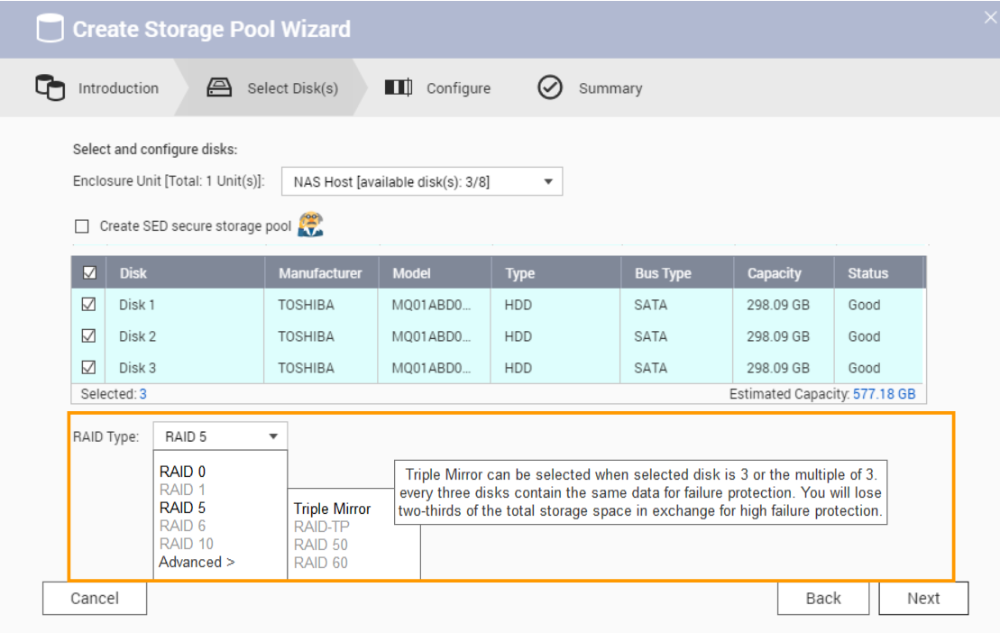 Create Storage Pool Wizard
Introduction Select Disk(s) Configure Summary
Select and configure disks:
Enclosure Unit [Total: 1 Unit(s)]: NAS Host [available disk(s): 3/8]
Create SED secure storage pool
Disk Manufacturer Model Type Bus Type Capacity Status
Disk 1 TOSHIBA MQ01ABD0... HDD SATA 298.09 GB Good
Disk 2 TOSHIBA MQ01ABD0... HDD SATA 298.09 GB Good
Disk 3 TOSHIBA MQ01ABD0... HDD SATA 298.09 GB Good
Selected: 3 Estimated Capacity: 577.18 GB
RAID Type: RAID 5
RAID 0
RAID 1
RAID 5
RAID 6
RAID 10
Advanced >
Triple Mirror
RAID-TP
RAID 50
RAID 60
Triple Mirror can be selected when selected disk is 3 or the multiple of 3.
every three disks contain the same data for failure protection. You will lose
two-thirds of the total storage space in exchange for high failure protection.
Cancel Back Next